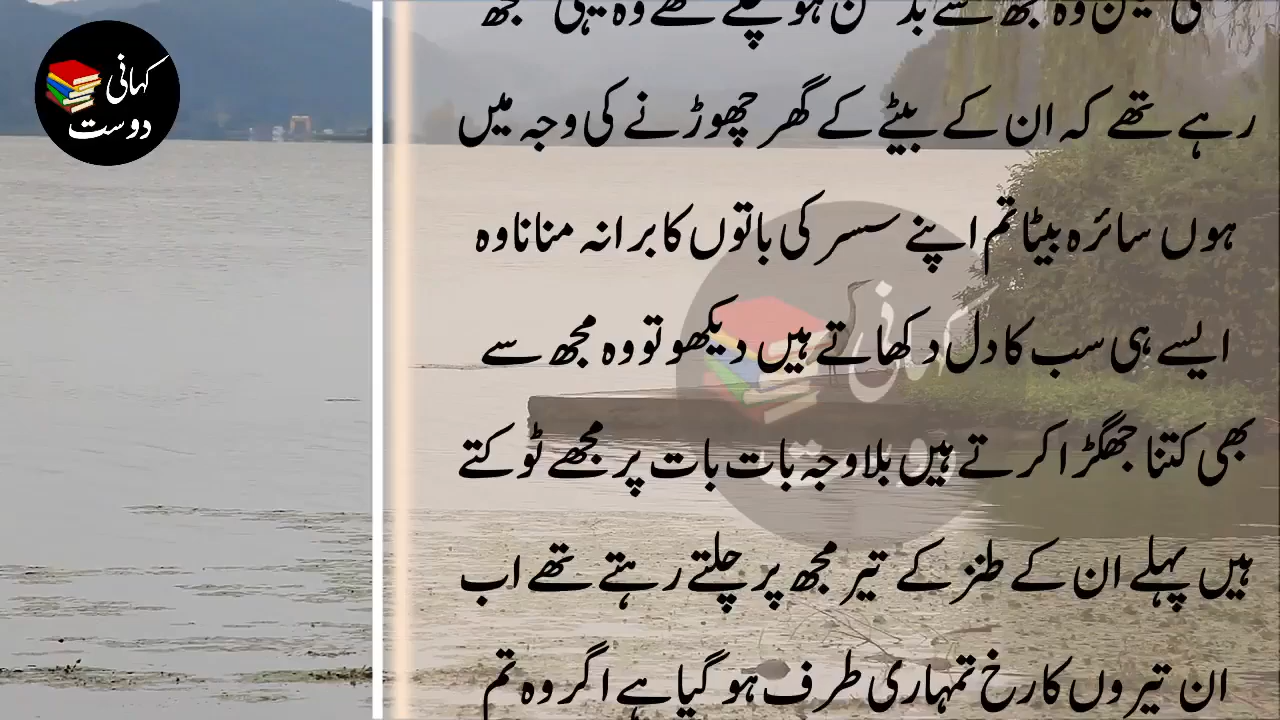 کہانی
دوست
رہے تھے کہ ان کے بیٹے کے گھر چھوڑنے کی وجہ میں
ہوں سائرہ بیٹا تم اپنے سسر کی باتوں کا برا نہ منانا وہ
ایسے ہی سب کا دل دکھاتے ہیں دیکھو تو وہ مجھ سے
بھی کتنا جھگڑا کرتے ہیں بلاوجہ بات بات پر مجھے ٹوکتے
ہیں پہلے ان کے طنز کے تیر مجھ پر چلتے رہتے تھے اب
ان تیروں کا رخ تمہاری طرف ہو گیا ہے اگر وہ تم